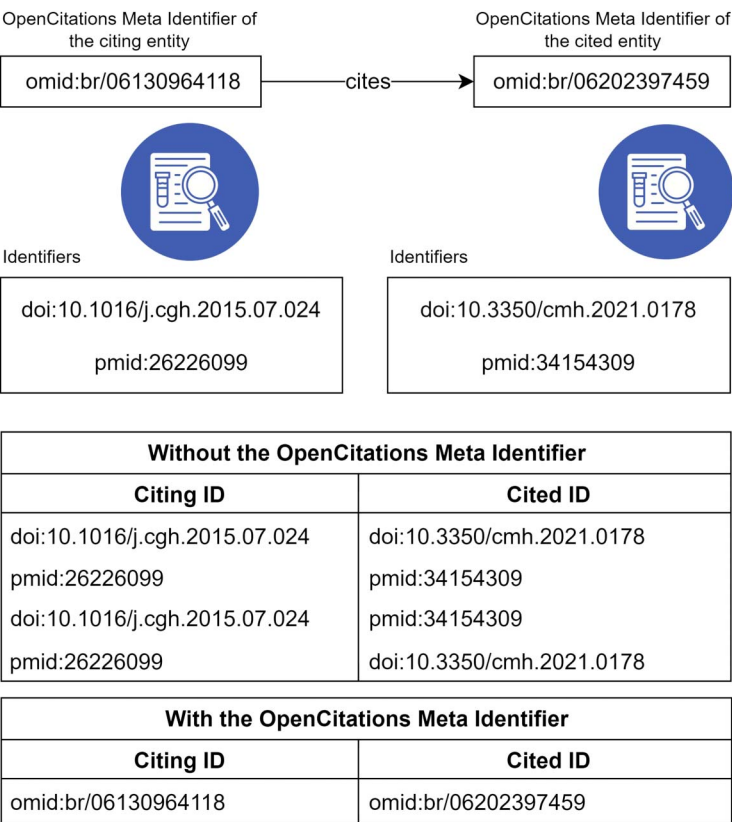 OpenCitations Meta Identifier of
the citing entity
OpenCitations Meta Identifier of
the cited entity
omid:br/06130964118
cites
omid:br/06202397459
Identifiers
doi:10.1016/j.cgh.2015.07.024
pmid:26226099
Identifiers
doi:10.3350/cmh.2021.0178
pmid:34154309
Without the OpenCitations Meta Identifier
Citing ID Cited ID
doi:10.1016/j.cgh.2015.07.024 doi:10.3350/cmh.2021.0178
pmid:26226099 pmid:34154309
doi:10.1016/j.cgh.2015.07.024 pmid:34154309
pmid:26226099 doi:10.3350/cmh.2021.0178
With the OpenCitations Meta Identifier
Citing ID Cited ID
omid:br/06130964118 omid:br/06202397459